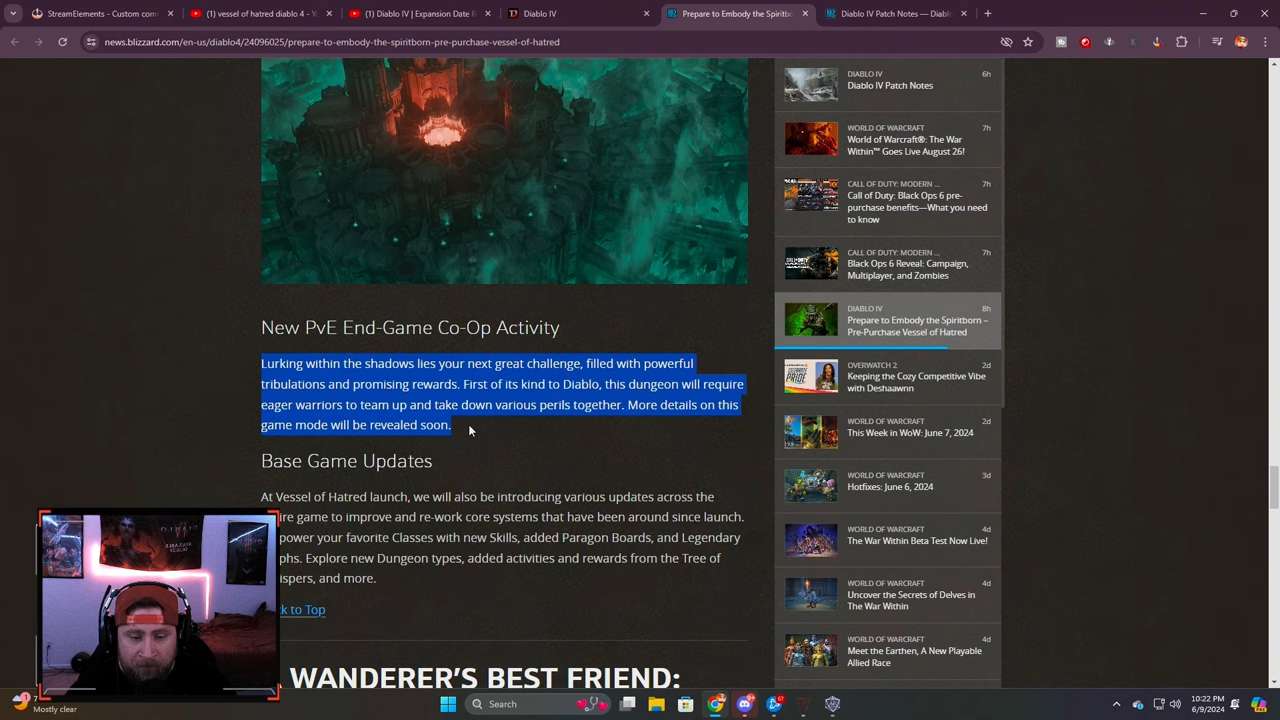 StreamElements - Custom com
(1) vessel of hatred diablo 4 - Y
(1) Diablo IV | Expansion Date R
Diablo IV
Prepare to Embody the Spiritbo
Diablo IV Patch Notes — Diablo
news.blizzard.com/en-us/diablo4/24096025/prepare-to-embody-the-spiritborn-pre-purchase-vessel-of-hatred
New PvE End-Game Co-Op Activity
Lurking within the shadows lies your next great challenge, filled with powerful
tribulations and promising rewards. First of its kind to Diablo, this dungeon will require
eager warriors to team up and take down various perils together. More details on this
game mode will be revealed soon.
Base Game Updates
At Vessel of Hatred launch, we will also be introducing various updates across the
ire game to improve and re-work core systems that have been around since launch.
power your favorite Classes with new Skills, added Paragon Boards, and Legendary
phs. Explore new Dungeon types, added activities and rewards from the Tree of
ispers, and more.
k to Top
WANDERER'S BEST FRIEND:
DIABLO IV 6h
Diablo IV Patch Notes
WORLD OF WARCRAFT 7h
World of Warcraft®: The War
Within™ Goes Live August 26!
CALL OF DUTY: MODERN ... 7h
Call of Duty: Black Ops 6 pre-
purchase benefits—What you need
to know
CALL OF DUTY: MODERN ... 7h
Black Ops 6 Reveal: Campaign,
Multiplayer, and Zombies
DIABLO IV 8h
Prepare to Embody the Spiritborn –
Pre-Purchase Vessel of Hatred
OVERWATCH 2 2d
Keeping the Cozy Competitive Vibe
with Deshaawnn
WORLD OF WARCRAFT 2d
This Week in WoW: June 7, 2024
WORLD OF WARCRAFT 3d
Hotfixes: June 6, 2024
WORLD OF WARCRAFT 4d
The War Within Beta Test Now Live!
WORLD OF WARCRAFT 4d
Uncover the Secrets of Delves in
The War Within
WORLD OF WARCRAFT 4d
Meet the Earthen, A New Playable
Allied Race
7
Mostly clear
Search
10:22 PM
6/9/2024